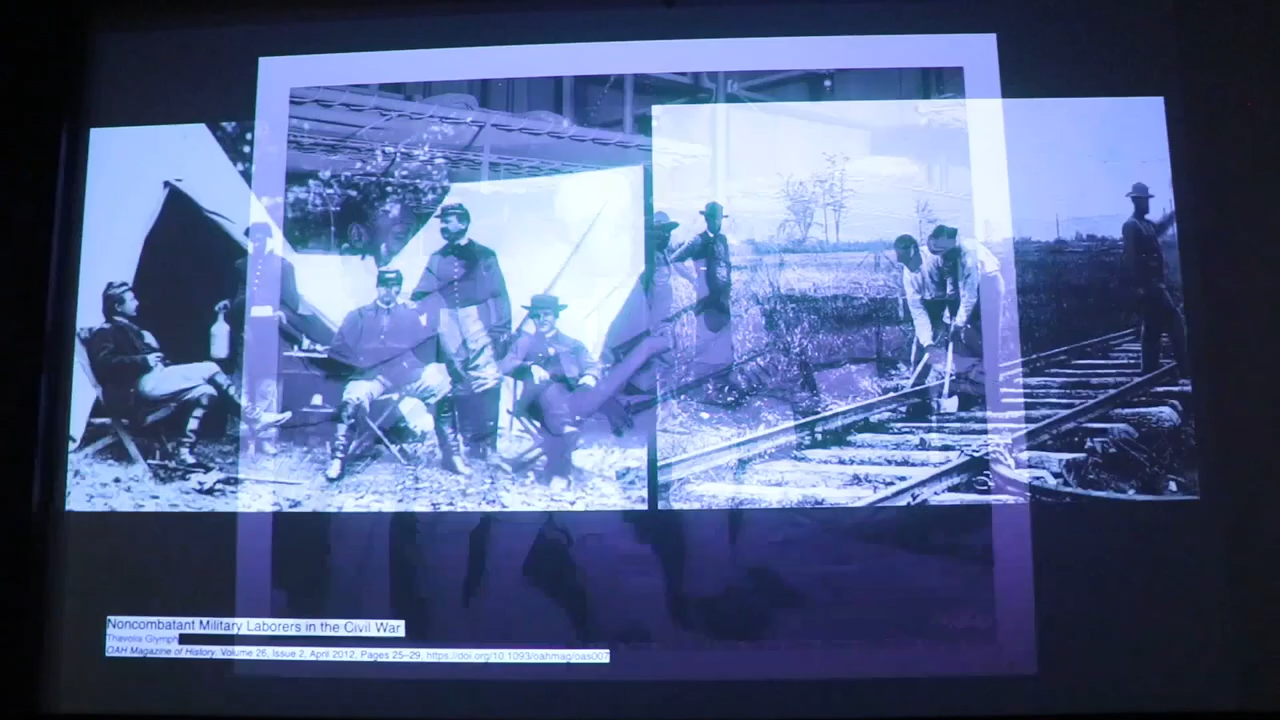 Noncombatant Military Laborers in the Civil War
Thavolia Glymph
OAH Magazine of History, Volume 26, Issue 2, April 2012, Pages 25–29, https://doi.org/10.1093/oahmag/oas007